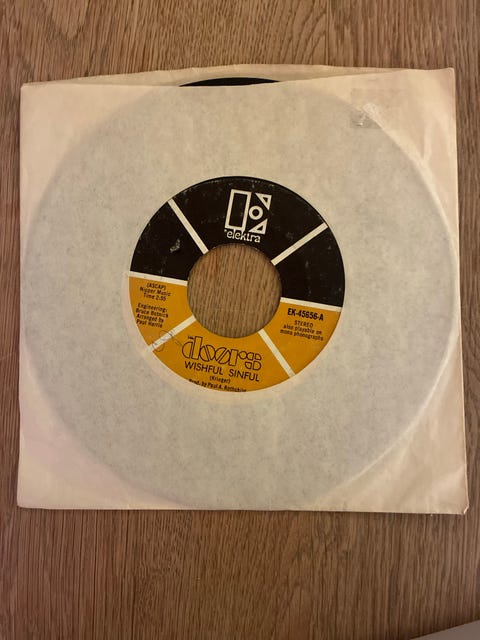 elektra
(ASCAP)
Nipper Music
Time 2:55
Engineering:
Bruce Botnick
Arranged by
Paul Harris
EK-45656-A
STEREO
also playable on
mono phonographs
the doors
WISHFUL SINFUL
(Krieger)
Prod. by Paul A. Rothchild